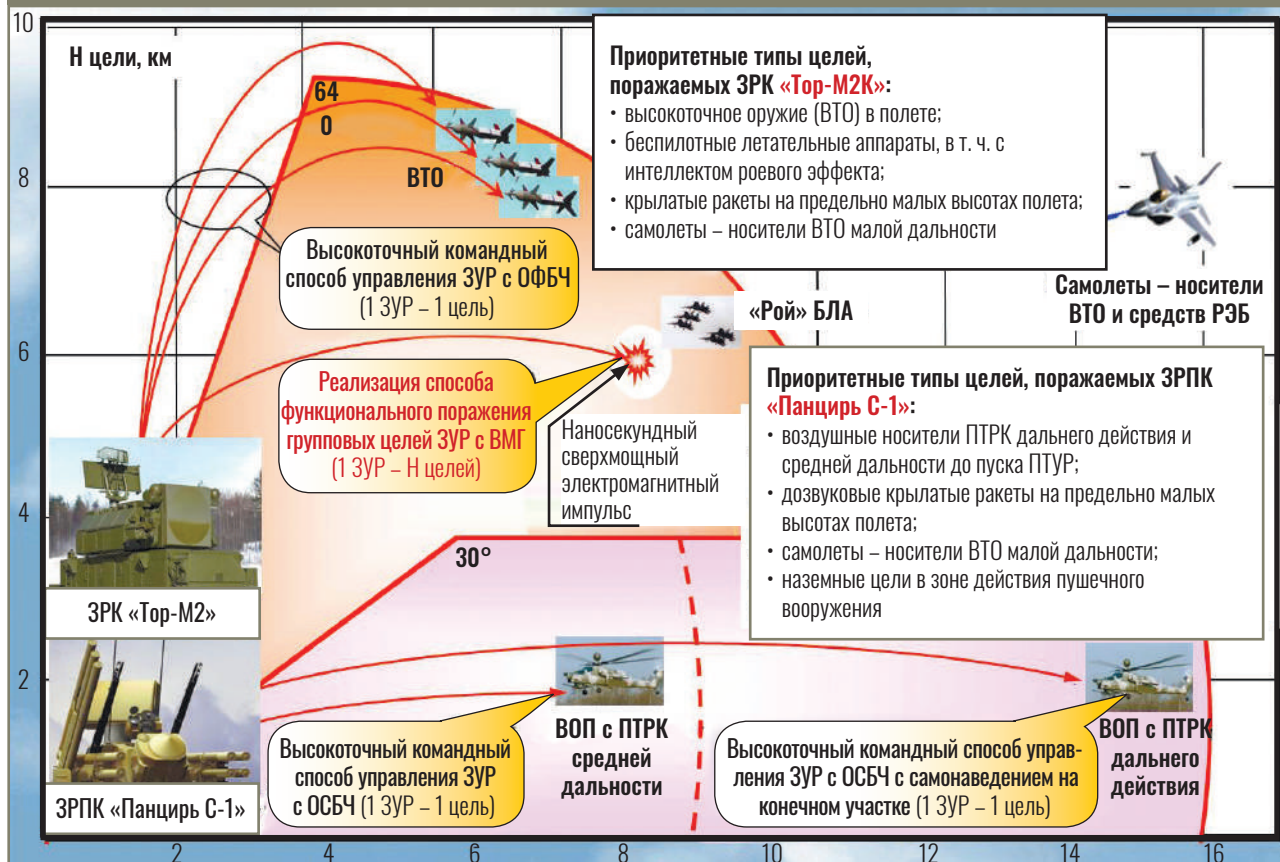 10
Н цели, км
64
0
8
ВТО
Приоритетные типы целей,
поражаемых ЗРК «Тор-М2К»:
• высокоточное оружие (ВТО) в полете;
• беспилотные летательные аппараты, в т. ч. с
интеллектом роевого эффекта;
• крылатые ракеты на предельно малых высотах полета;
• самолеты – носители ВТО малой дальности
Высокоточный командный
способ управления ЗУР с ОФБЧ
(1 ЗУР – 1 цель)
Самолеты – носители
ВТО и средств РЭБ
«Рой» БЛА
6
Реализация способа
функционального поражения
групповых целей ЗУР с ВМГ
(1 ЗУР – Н целей)
Наносекундный
сверхмощный
электромагнитный
импульс
Приоритетные типы целей, поражаемых ЗРПК
«Панцирь С-1»:
• воздушные носители ПТРК дальнего действия и
средней дальности до пуска ПТУР;
• дозвуковые крылатые ракеты на предельно малых
высотах полета;
• самолеты – носители ВТО малой дальности;
• наземные цели в зоне действия пушечного
вооружения
4
30°
ЗРК «Тор-М2»
2
ЗРПК «Панцирь С-1»
Высокоточный командный
способ управления ЗУР
с ОСБЧ (1 ЗУР – 1 цель)
ВОП с ПТРК
средней
дальности
Высокоточный командный способ управ-
ления ЗУР с ОСБЧ с самонаведением на
конечном участке (1 ЗУР – 1 цель)
ВОП с ПТРК
дальнего
действия
2 4 6 8 10 12 14 16